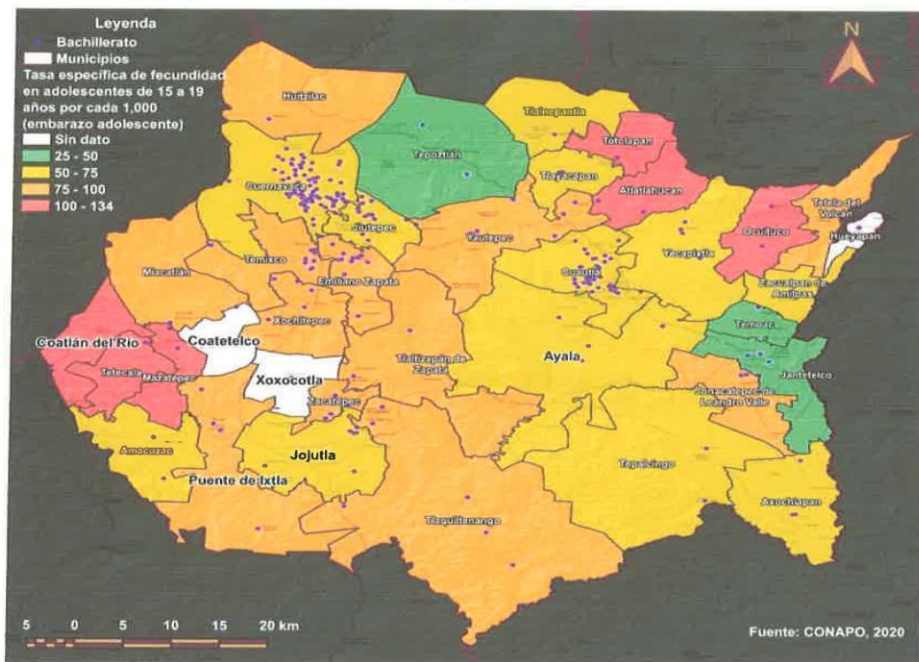 Leyenda
Bachillerato
Municipios
Tasa específica de fecundidad
en adolescentes de 15 a 19
años por cada 1,000
(embarazo adolescente)
Sin dato
25 - 50
50 - 75
75 - 100
100 - 134
N
Huitzilac
Tepoztlán
Tlalnepantla
Totolapan
Tlayacapan
Atlatlahucan
Cuernavaca
Jiutepec
Yautepec
Ocuituco
Tetela del
Volcán
Hueyapan
Yecapixtla
Temixco
Emiliano Zapata
Cuautla
Zacualpan de
Amilpas
Miacatlán
Xochitepec
Temoac
Coatlán del Río
Coatetelco
Tlaltizapán de
Zapata
Ayala
Jantetelco
Tetecala
Mazatepec
Xoxocotla
Jonacatepec de
Leandro Valle
Zacatepec
Amacuzac
Jojutla
Tepalcingo
Puente de Ixtla
Axochiapan
Tlaquiltenango
5 0 5 10 15 20 km
Fuente: CONAPO, 2020